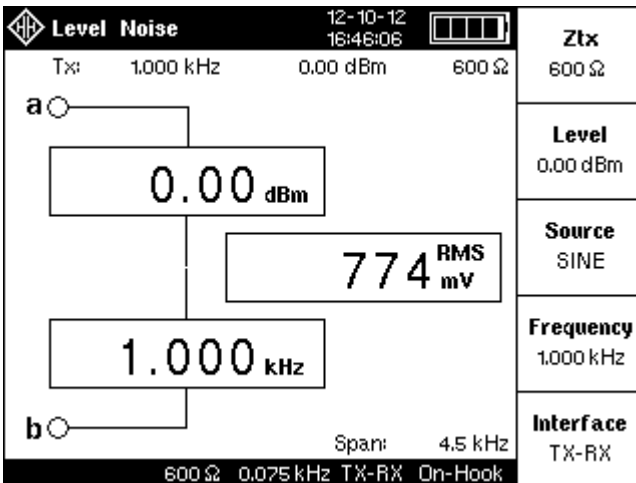 Level Noise
12-10-12
16:46:06
Tx: 1.000 kHz 0.00 dBm 600 Ω
a
0.00 dBm
774 RMS mV
1.000 kHz
b
Span: 4.5 kHz
600 Ω 0.075 kHz TX-RX On-Hook
Ztx
600 Ω
Level
0.00 dBm
Source
SINE
Frequency
1.000 kHz
Interface
TX-RX